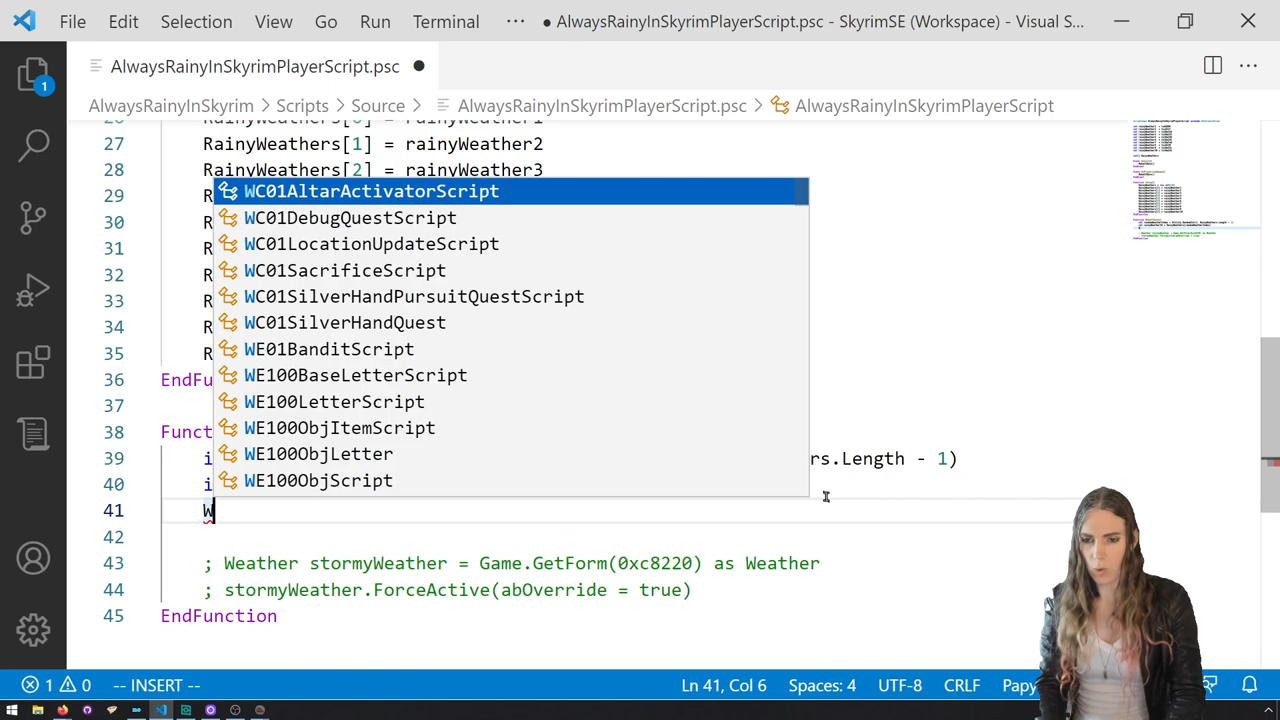 File Edit Selection View Go Run Terminal ··· ● AlwaysRainyInSkyrimPlayerScript.psc - SkyrimSE (Workspace) - Visual S...
AlwaysRainyInSkyrimPlayerScript.psc ●
AlwaysRainyInSkyrim > Scripts > Source > AlwaysRainyInSkyrimPlayerScript.psc > AlwaysRainyInSkyrimPlayerScript
27 RainyWeathers[1] = rainyWeather2
28 RainyWeathers[2] = rainyWeather3
29 R
WC01AltarActivatorScript
30 R
WC01DebugQuestScript
31 R
WC01LocationUpdateScript
32 R
WC01SacrificeScript
33 R
WC01SilverHandPursuitQuestScript
34 R
WC01SilverHandQuest
35 R
WE01BanditScript
36 EndFu
WE100BaseLetterScript
37
WE100LetterScript
38 Funct
WE100ObjItemScript
39 i rs.Length - 1)
WE100ObjLetter
40 i
WE100ObjScript
41 W
42
43 ; Weather stormyWeather = Game.GetForm(0xc8220) as Weather
44 ; stormyWeather.ForceActive(abOverride = true)
45 EndFunction
1
1 0 -- INSERT -- Ln 41, Col 6 Spaces: 4 UTF-8 CRLF Papy